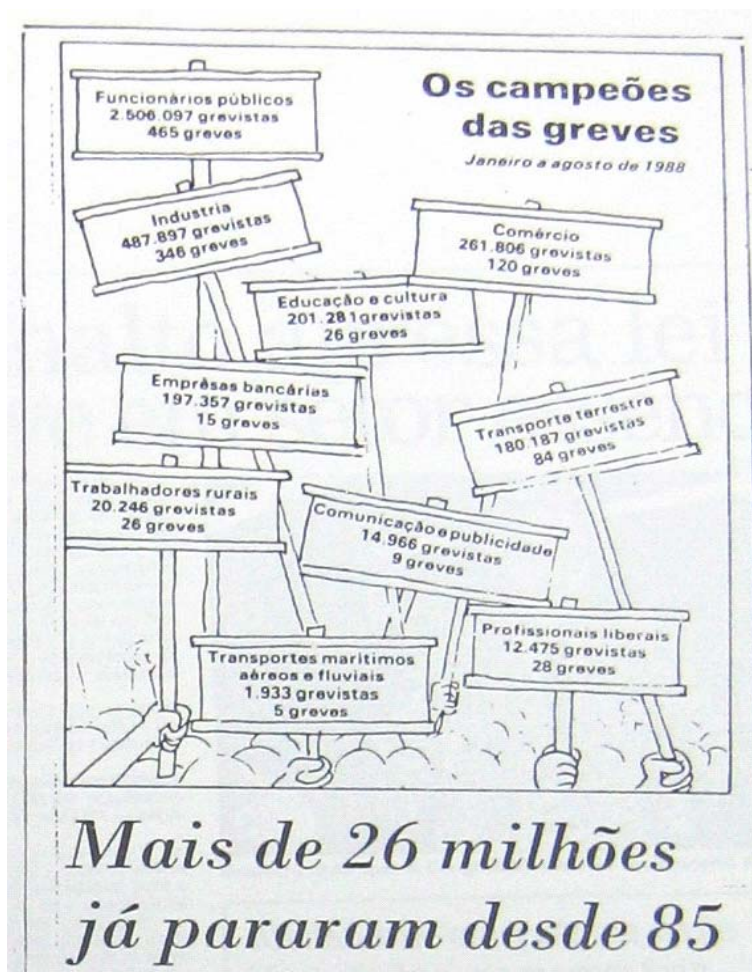 Os campeões
das greves
Janeiro a agosto de 1988
Funcionários públicos
2.506.097 grevistas
465 greves
Industria
487.897 grevistas
346 greves
Comércio
261.806 grevistas
120 greves
Educação e cultura
201.281grevistas
26 greves
Emprêsas bancárias
197.357 grevistas
15 greves
Transporte terrestre
180.187 grevistas
84 greves
Trabalhadores rurais
20.246 grevistas
26 greves
Comunicação e publicidade
14.966 grevistas
9 greves
Profissionais liberais
12.475 grevistas
28 greves
Transportes marítimos
aéreos e fluviais
1.933 grevistas
5 greves
Mais de 26 milhões
já pararam desde 85